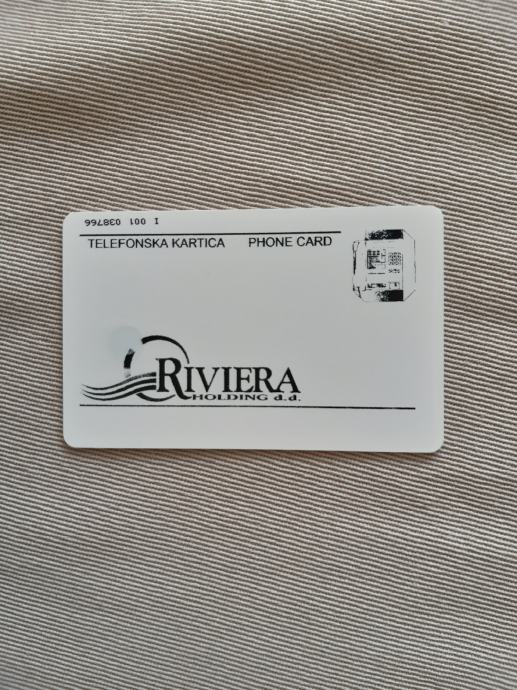 I 001 038766
TELEFONSKA KARTICA PHONE CARD
RIVIERA
HOLDING d.d.